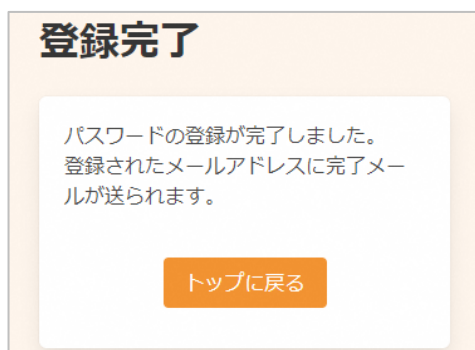 登録完了
パスワードの登録が完了しました。
登録されたメールアドレスに完了メー
ルが送られます。
トップに戻る